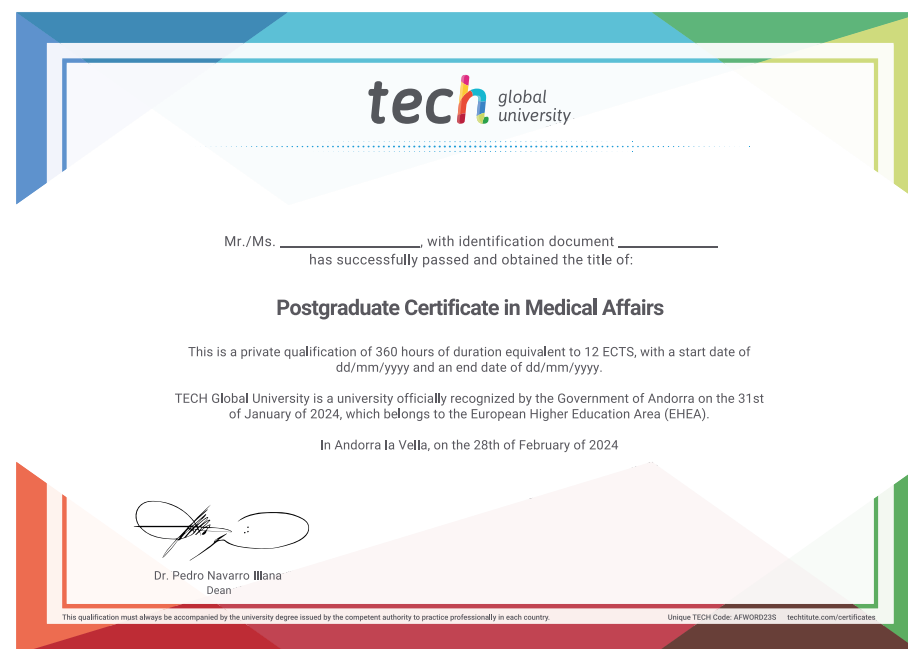 tech global university
Mr./Ms. ____________________, with identification document ______________
has successfully passed and obtained the title of:
Postgraduate Certificate in Medical Affairs
This is a private qualification of 360 hours of duration equivalent to 12 ECTS, with a start date of
dd/mm/yyyy and an end date of dd/mm/yyyy.
TECH Global University is a university officially recognized by the Government of Andorra on the 31st
of January of 2024, which belongs to the European Higher Education Area (EHEA).
In Andorra la Vella, on the 28th of February of 2024
Dr. Pedro Navarro Illana
Dean
This qualification must always be accompanied by the university degree issued by the competent authority to practice professionally in each country.
Unique TECH Code: AFWORD23S techtitute.com/certificates